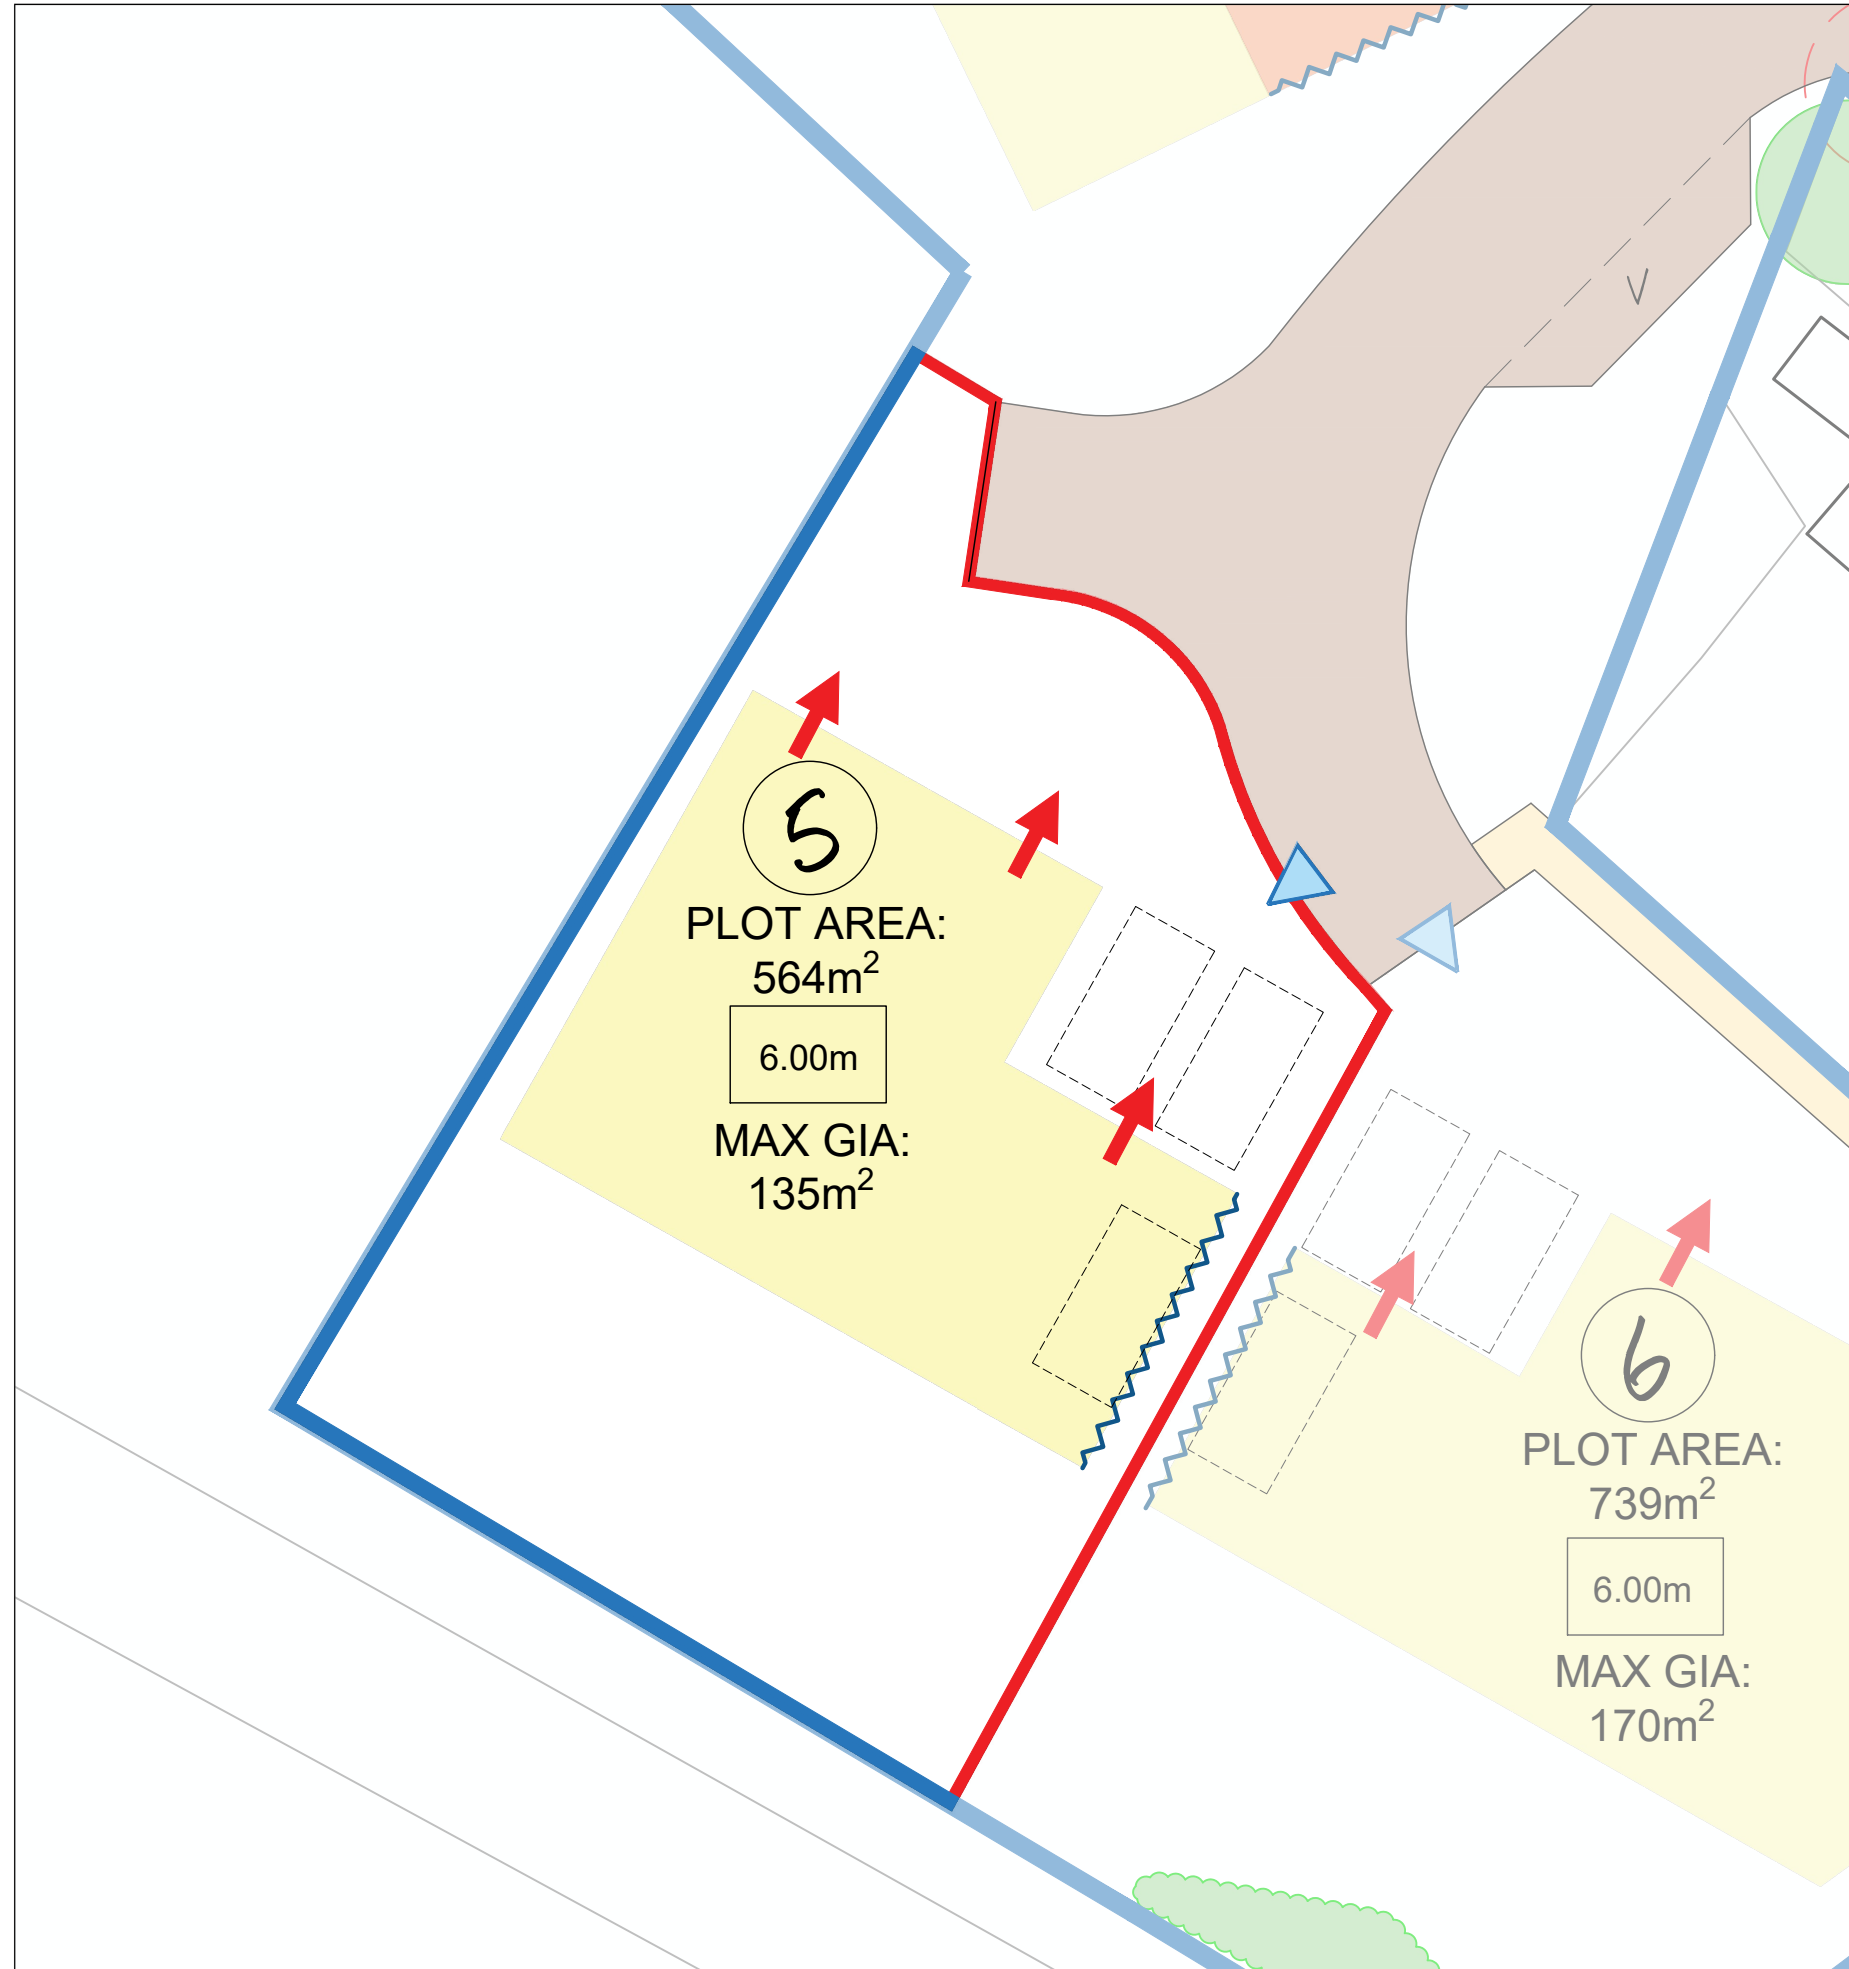 5
PLOT AREA:
564m²
6.00m
MAX GIA:
135m²
V
6
PLOT AREA:
739m²
6.00m
MAX GIA:
170m²